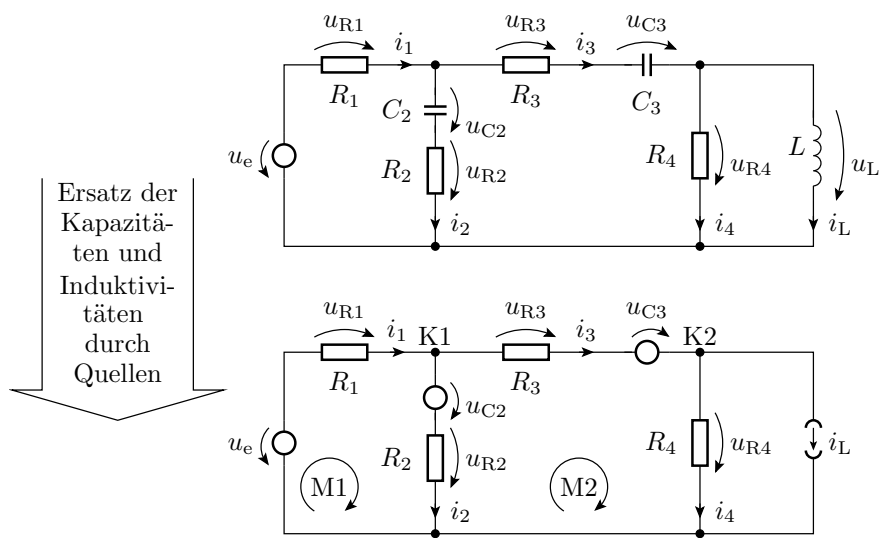 u_R1 i_1 u_R3 i_3 u_C3
R_1 R_3 C_3
C_2 u_C2
u_e R_2 u_R2 R_4 u_R4 L u_L
i_2 i_4 i_L
Ersatz der
Kapazitä-
ten und
Induktivi-
täten
durch
Quellen
u_R1 i_1 K1 u_R3 i_3 u_C3 K2
R_1 R_3
u_C2
u_e R_2 u_R2 R_4 u_R4 i_L
M1 M2
i_2 i_4